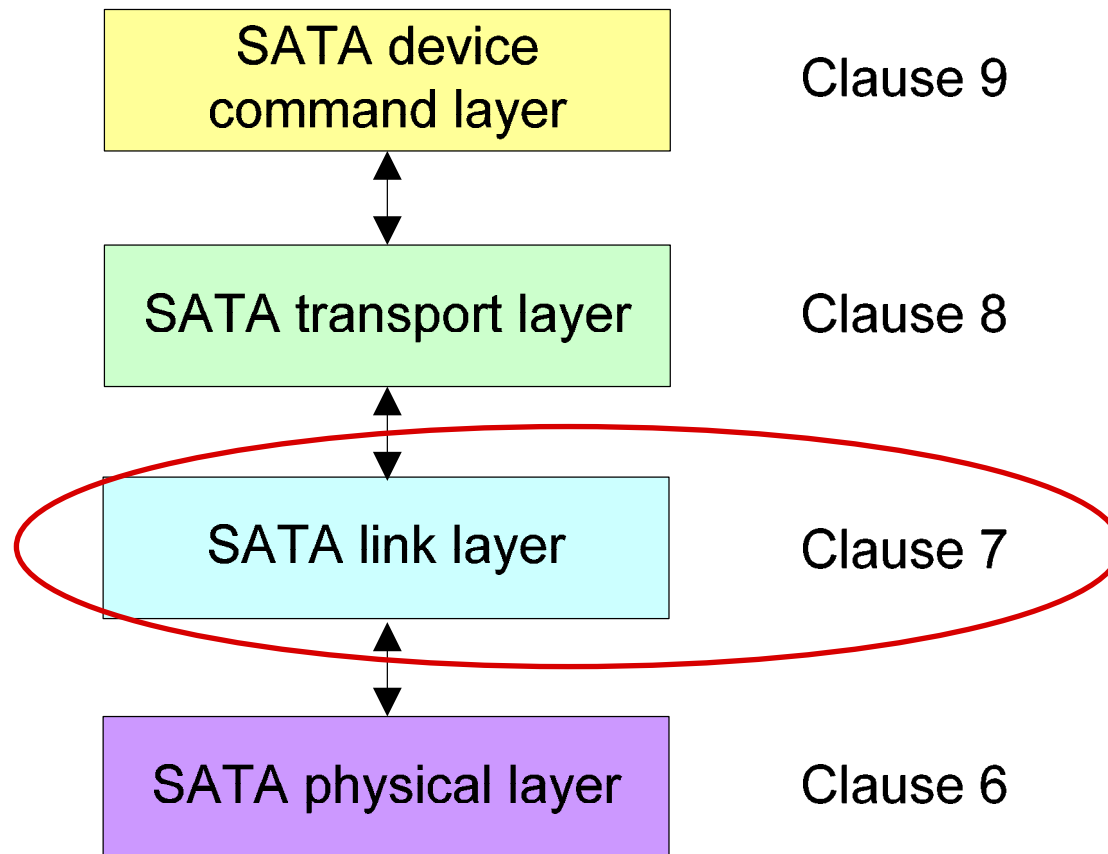 SATA device
command layer
Clause 9
SATA transport layer
Clause 8
SATA link layer
Clause 7
SATA physical layer
Clause 6